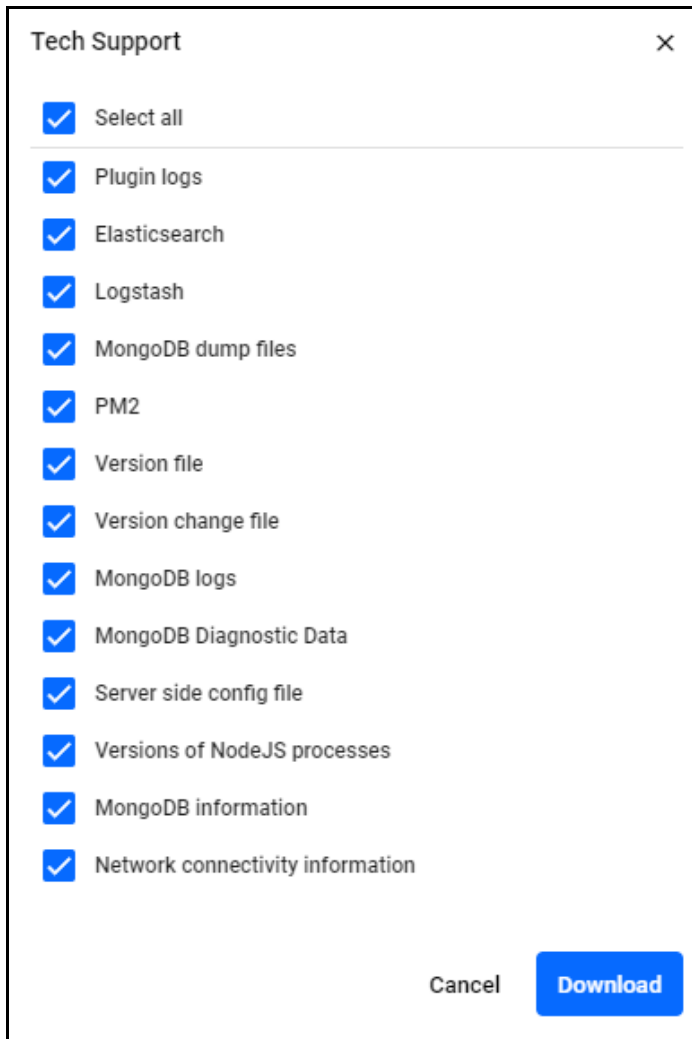 Tech Support
Select all
Plugin logs
Elasticsearch
Logstash
MongoDB dump files
PM2
Version file
Version change file
MongoDB logs
MongoDB Diagnostic Data
Server side config file
Versions of NodeJS processes
MongoDB information
Network connectivity information
Cancel Download